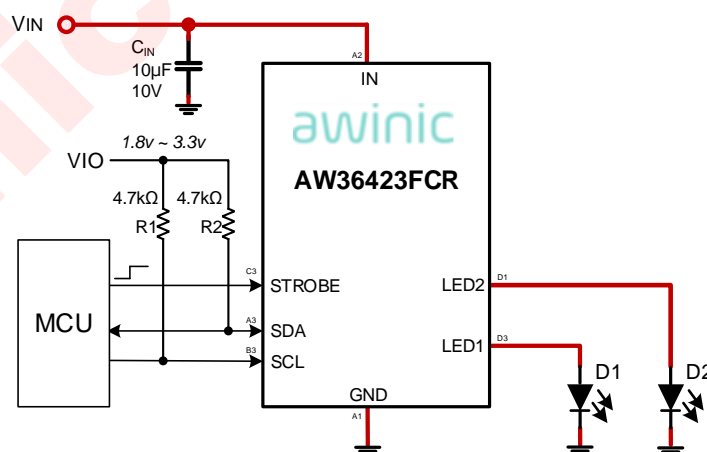 VIN
CIN
10µF
10V
A2
IN
awinic
AW36423FCR
1.8v ~ 3.3v
VIO
4.7kΩ 4.7kΩ
R1 R2
MCU
C3
STROBE
A3
SDA
B3
SCL
LED2
D1
LED1
D3
GND
A1
D1
D2